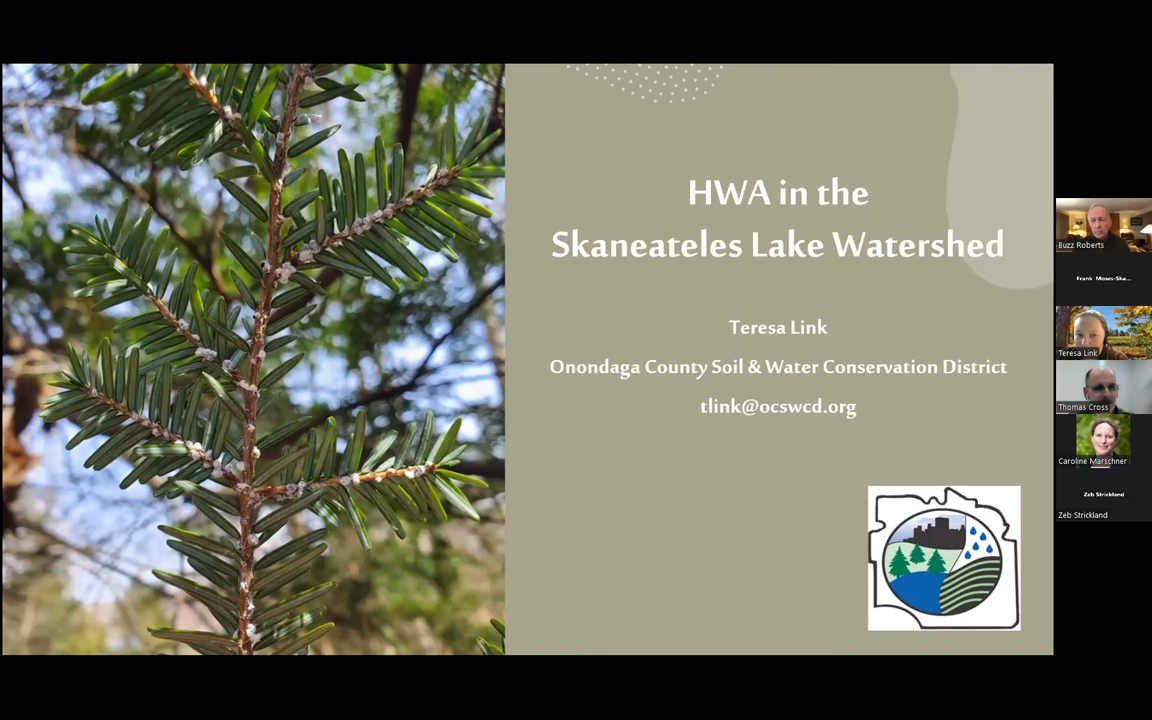 HWA in the
Skaneateles Lake Watershed
Teresa Link
Onondaga County Soil & Water Conservation District
tlink@ocswcd.org
Buzz Roberts
Frank Moses-Ska...
Teresa Link
Thomas Cross
Caroline Marschner
Zeb Strickland
Zeb Strickland